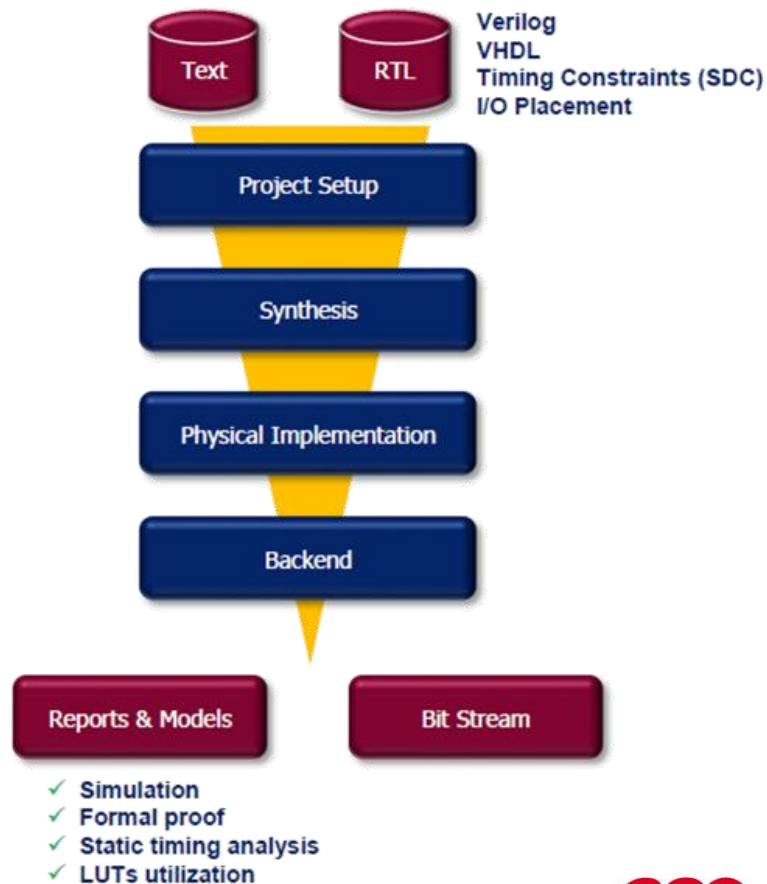 Text
RTL
Verilog
VHDL
Timing Constraints (SDC)
I/O Placement
Project Setup
Synthesis
Physical Implementation
Backend
Reports & Models
Bit Stream
✓ Simulation
✓ Formal proof
✓ Static timing analysis
✓ LUTs utilization